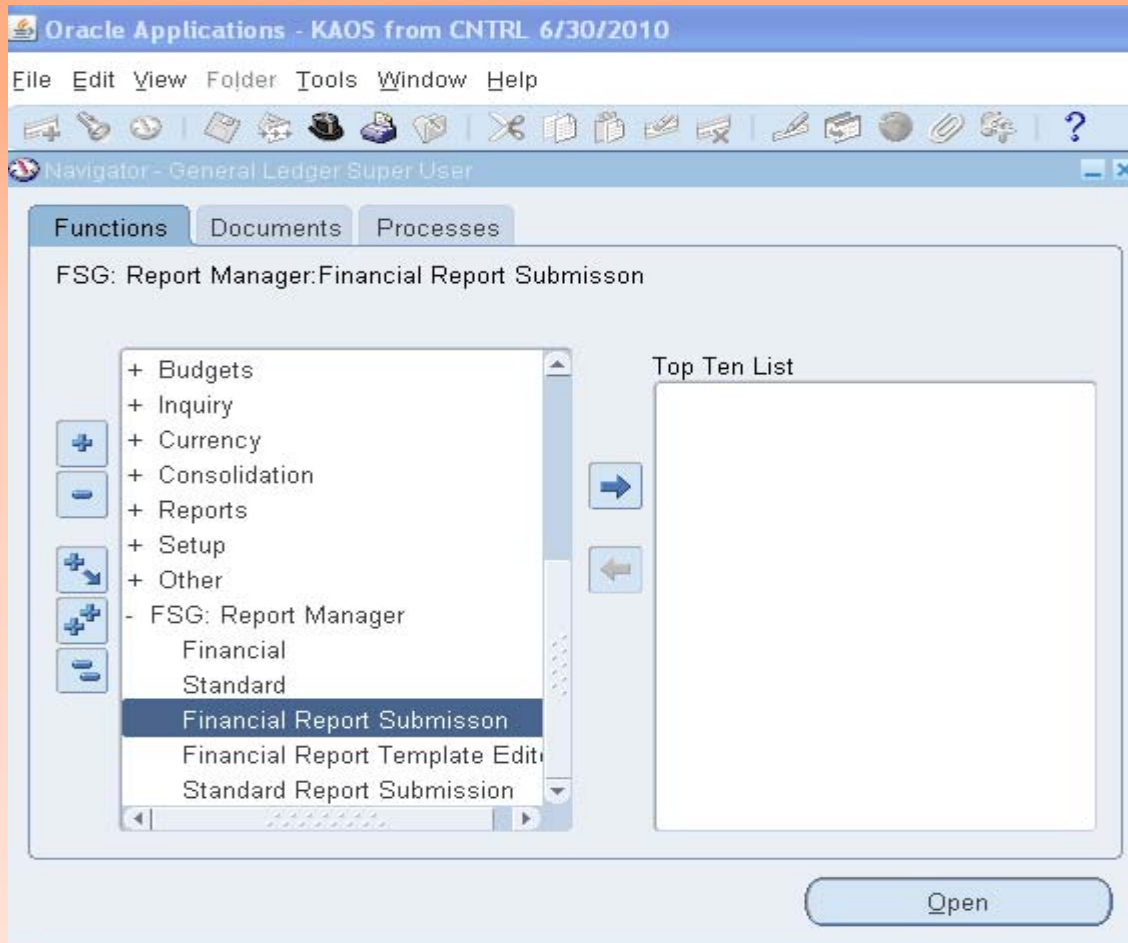 Oracle Applications - KAOS from CNTRL 6/30/2010
File Edit View Folder Tools Window Help
?
Navigator - General Ledger Super User
Functions Documents Processes
FSG: Report Manager:Financial Report Submisson
+ Budgets
+ Inquiry
+ Currency
+ Consolidation
+ Reports
+ Setup
+ Other
- FSG: Report Manager
Financial
Standard
Financial Report Submisson
Financial Report Template Edit
Standard Report Submission
Top Ten List
Open